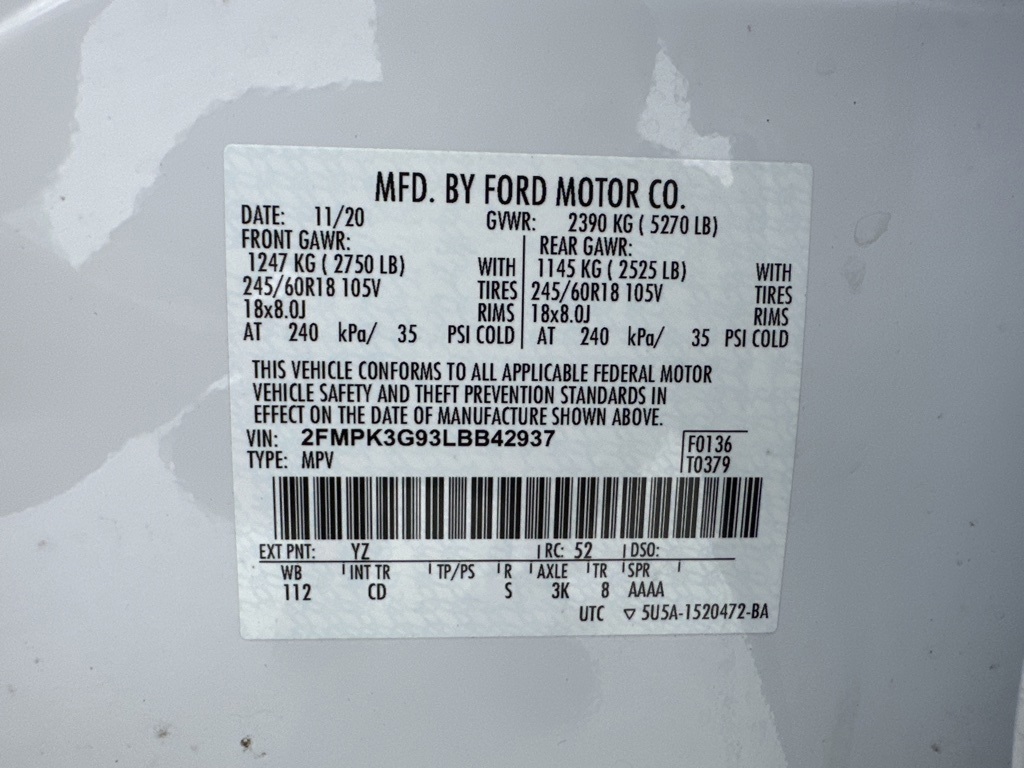 MFD. BY FORD MOTOR CO.
DATE: 11/20 GVWR: 2390 KG ( 5270 LB)
FRONT GAWR: REAR GAWR:
1247 KG ( 2750 LB) WITH 1145 KG ( 2525 LB) WITH
245/60R18 105V TIRES 245/60R18 105V TIRES
18x8.0J RIMS 18x8.0J RIMS
AT 240 kPa/ 35 PSI COLD AT 240 kPa/ 35 PSI COLD
THIS VEHICLE CONFORMS TO ALL APPLICABLE FEDERAL MOTOR
VEHICLE SAFETY AND THEFT PREVENTION STANDARDS IN
EFFECT ON THE DATE OF MANUFACTURE SHOWN ABOVE.
VIN: 2FMPK3G93LBB42937 F0136
TYPE: MPV T0379
EXT PNT: YZ RC: 52 DSO:
WB INT TR TP/PS R AXLE TR SPR
112 CD S 3K 8 AAAA
UTC ▽ 5U5A-1520472-BA